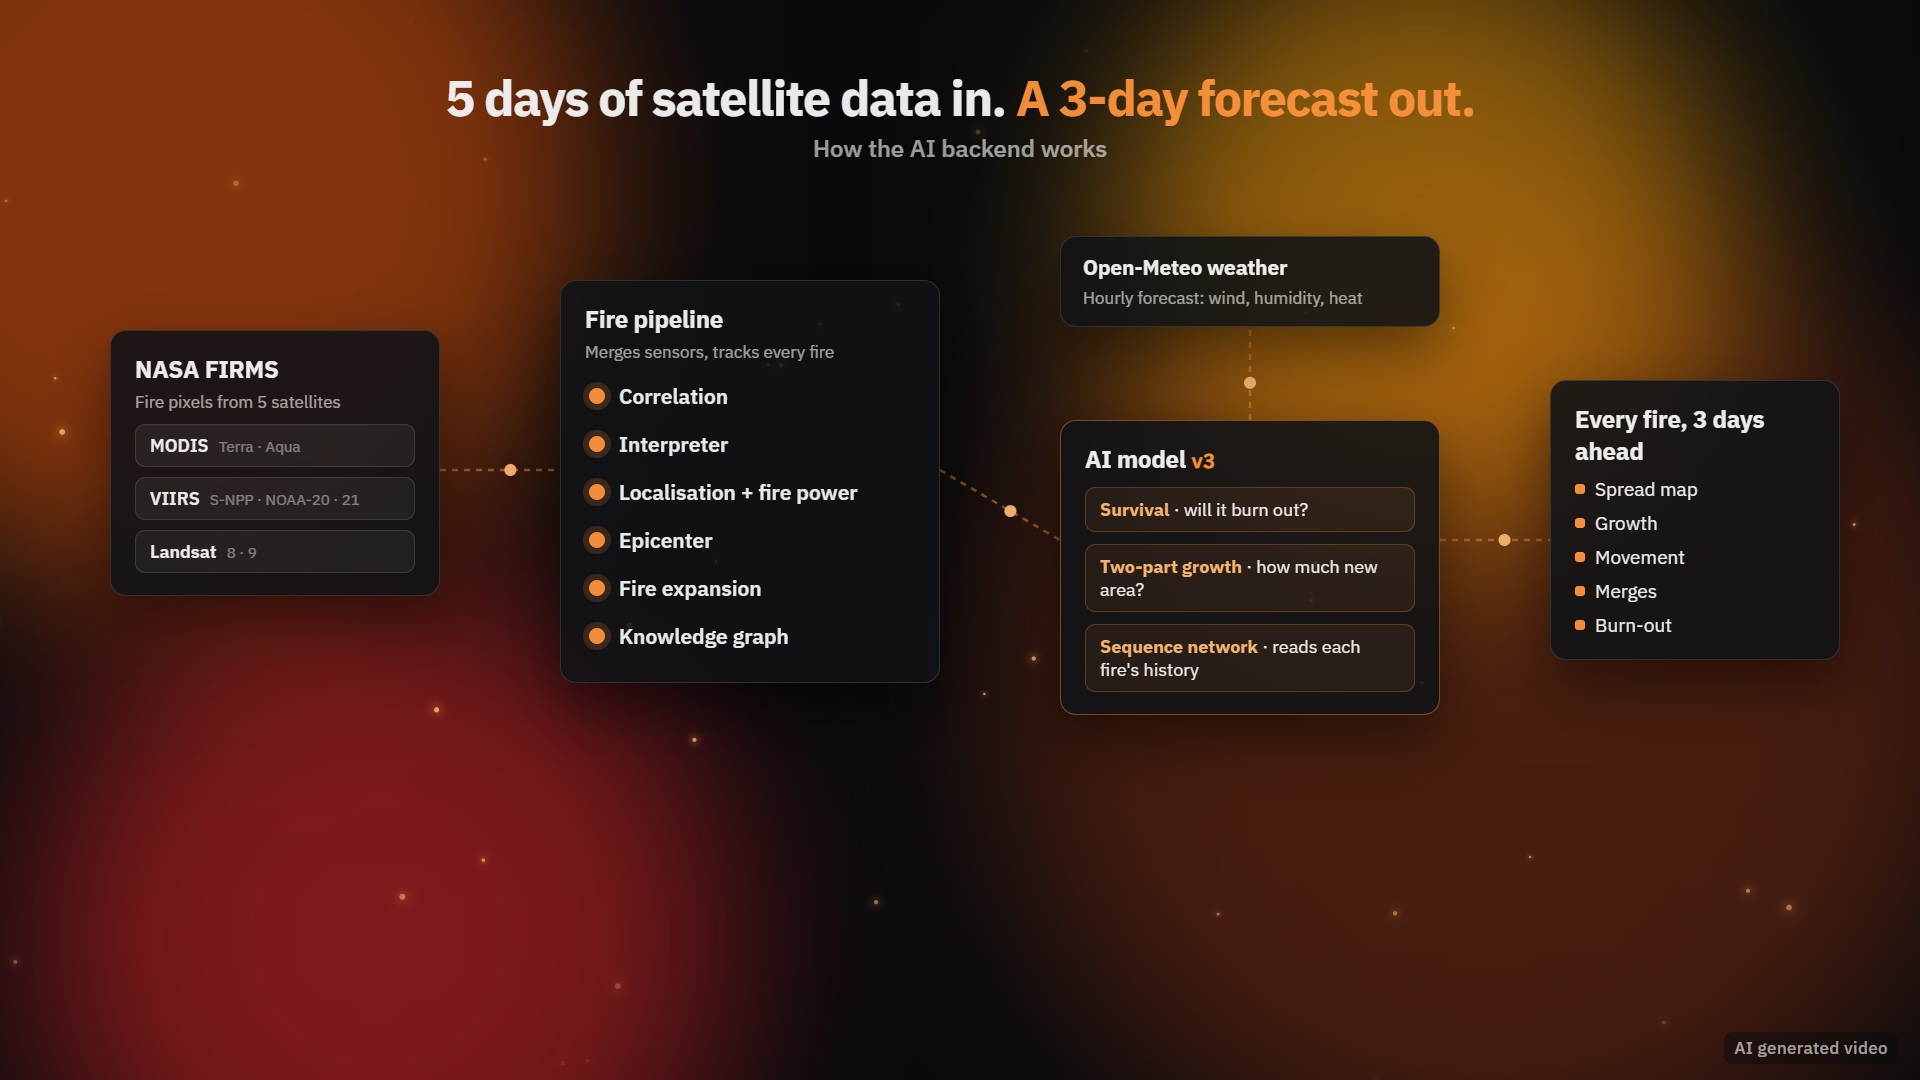 5 days of satellite data in. A 3-day forecast out.
How the AI backend works
NASA FIRMS
Fire pixels from 5 satellites
MODIS Terra · Aqua
VIIRS S-NPP · NOAA-20 · 21
Landsat 8 · 9
Fire pipeline
Merges sensors, tracks every fire
Correlation
Interpreter
Localisation + fire power
Epicenter
Fire expansion
Knowledge graph
Open-Meteo weather
Hourly forecast: wind, humidity, heat
AI model v3
Survival · will it burn out?
Two-part growth · how much new
area?
Sequence network · reads each
fire's history
Every fire, 3 days
ahead
Spread map
Growth
Movement
Merges
Burn-out
AI generated video